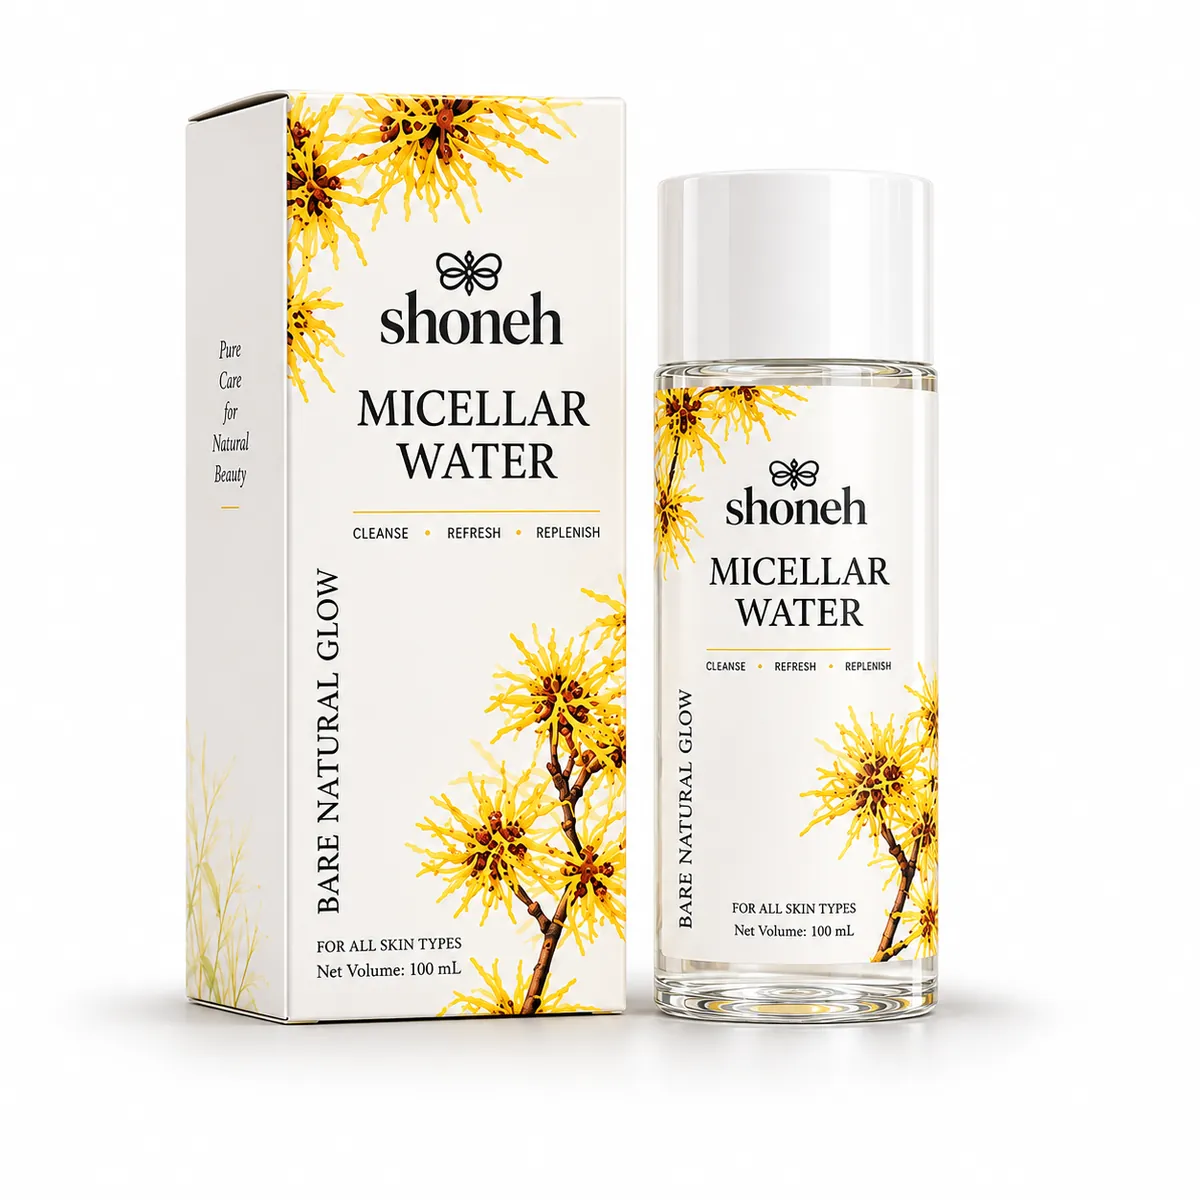 Pure
Care
for
Natural
Beauty
shoneh
MICELLAR
WATER
CLEANSE • REFRESH • REPLENISH
BARE NATURAL GLOW
FOR ALL SKIN TYPES
Net Volume: 100 mL
shoneh
MICELLAR
WATER
CLEANSE • REFRESH • REPLENISH
BARE NATURAL GLOW
FOR ALL SKIN TYPES
Net Volume: 100 mL